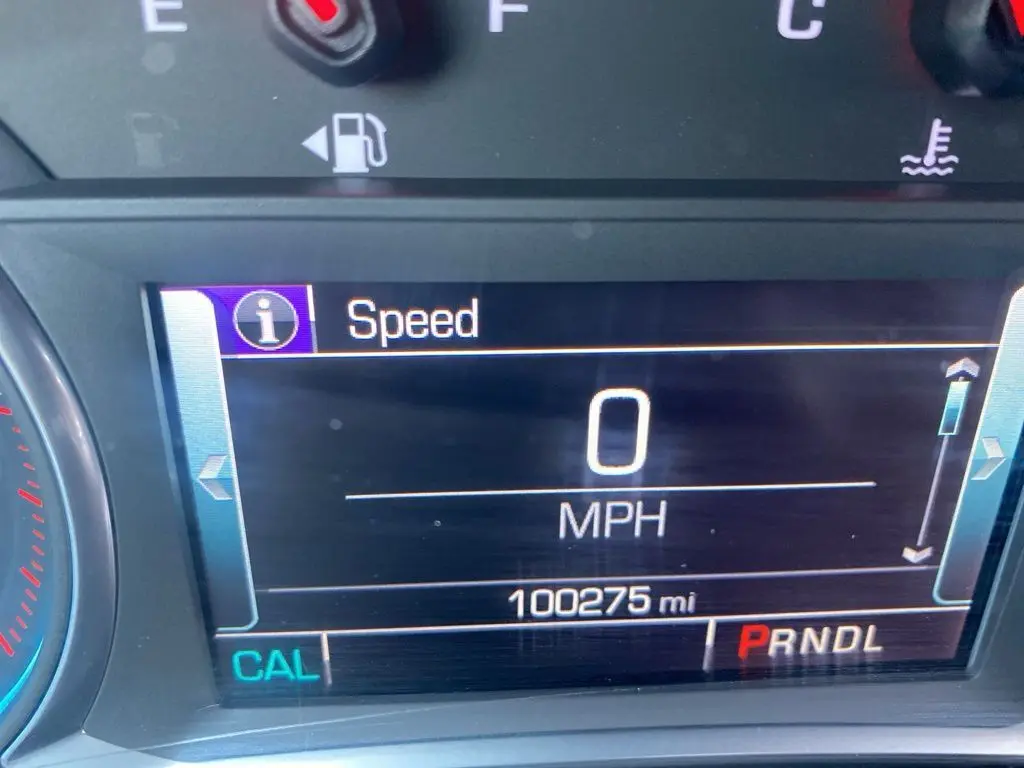 E F C
Speed
0
MPH
100275 mi
CAL PRNDL